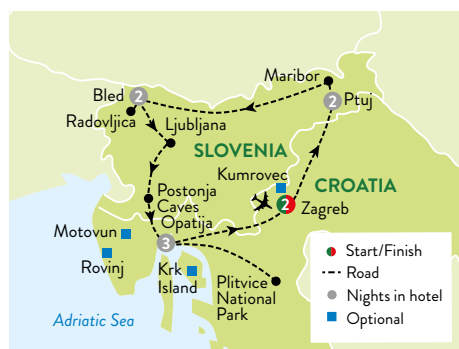 Maribor
Bled
2
2
Ptuj
Radovljica
Ljubljana
SLOVENIA
Kumrovec
CROATIA
2
Zagreb
Postonja
Caves
Opatija
Motovun
3
Rovinj
Krk
Island
Plitvice
National
Park
Adriatic Sea
Start/Finish
Road
Nights in hotel
Optional